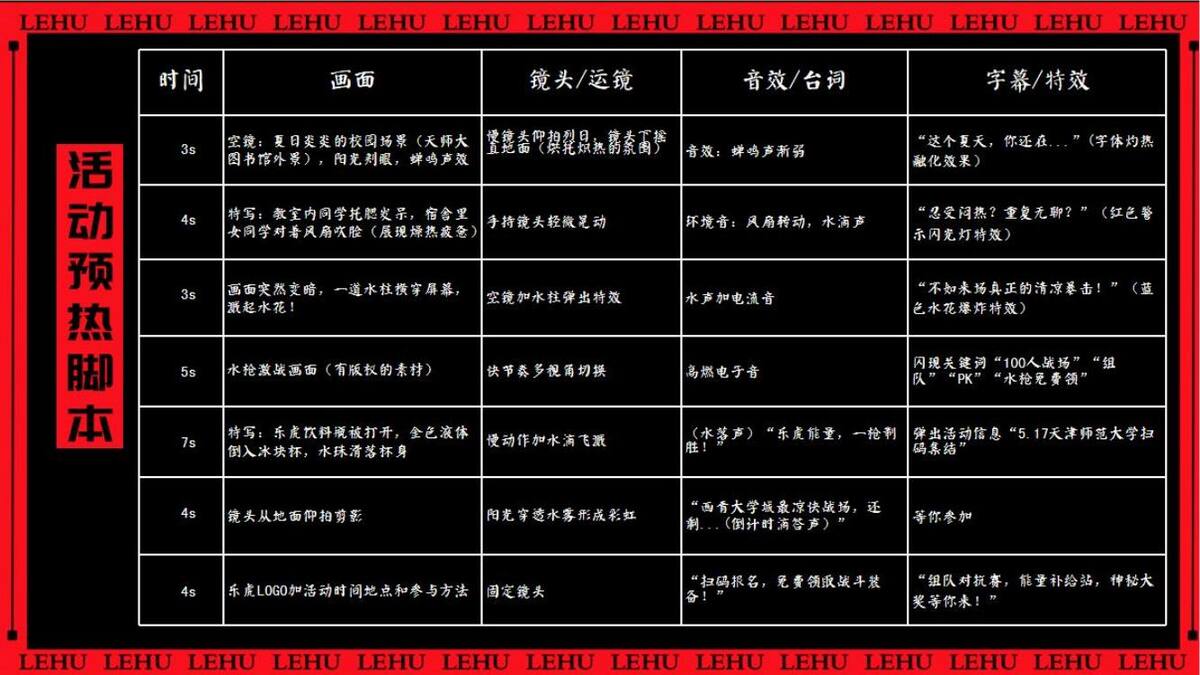 LEHU LEHU LEHU LEHU LEHU LEHU LEHU LEHU LEHU LEHU LEHU LEHU LEHU LEHU
活动预热脚本
时间 画面 镜头/运镜 音效/台词 字幕/特效
3s
空镜：夏日炎炎的校园场景（天师大
图书馆外景），阳光刺眼，蝉鸣声效
慢镜头仰拍烈日，镜头下摇
直地面（烘托炽热的氛围）
音效：蝉鸣声渐弱
“这个夏天，你还在...”（字体灼热
融化效果）
4s
特写：教室内同学托腮炎示，宿舍里
女同学对着风扇吹脸（展现燥热疲惫）
手持镜头轻微晃动
环境音：风扇转动，水滴声
“忍受闷热？重复无聊？”（红色警
示闪光灯特效）
3s
画面突然变暗，一道水柱横穿屏幕，
溅起水花！
空镜加水柱弹出特效
水声加电流音
“不如来场真正的清凉暴击！”（蓝
色水花爆炸特效）
5s
水枪激战画面（有版权的素材）
快节奏多视角切换
高燃电子音
闪现关键词“100人战场”“组
队”“PK”“水枪免费领”
7s
特写：乐虎饮料瓶被打开，金色液体
倒入冰块杯，水珠滑落杯身
慢动作加水滴飞溅
（水落声）“乐虎能量，一枪制
胜！”
弹出活动信息“5.17天津师范大学扫
码集结”
4s
镜头从地面仰拍剪影
阳光穿透水雾形成彩虹
“西青大学城最凉快战场，还
剩...（倒计时滴答声）”
等你参加
4s
乐虎LOGO加活动时间地点和参与方法
固定镜头
“扫码报名，免费领取战斗装
备！”
“组队对抗赛，能量补给站，神秘大
奖等你来！”
LEHU LEHU LEHU LEHU LEHU LEHU LEHU LEHU LEHU LEHU LEHU LEHU LEHU LEHU